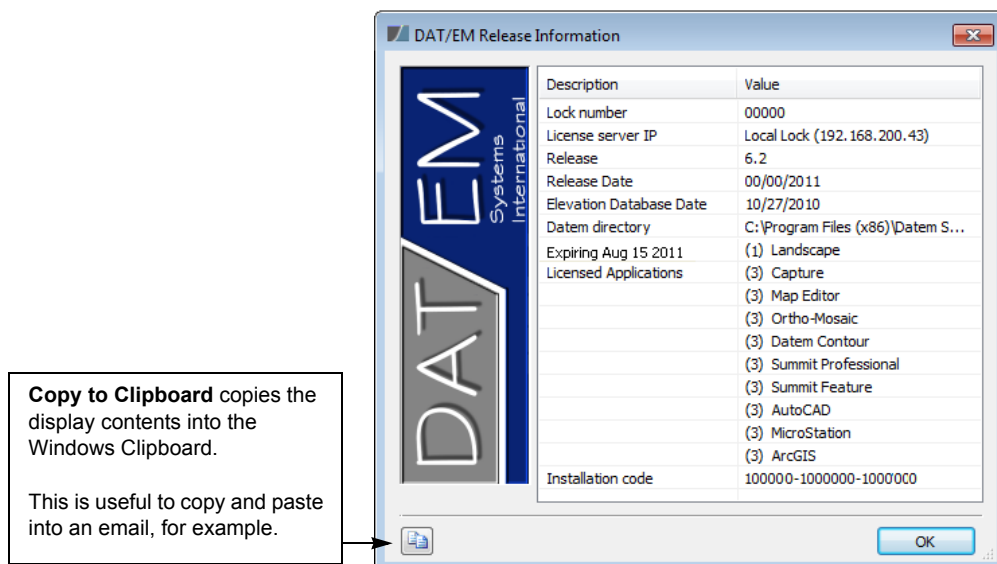 DAT/EM Release Information
DAT
EM
Systems
International
Description Value
Lock number 00000
License server IP Local Lock (192.168.200.43)
Release 6.2
Release Date 00/00/2011
Elevation Database Date 10/27/2010
Datem directory C:\Program Files (x86)\Datem S...
Expiring Aug 15 2011 (1) Landscape
Licensed Applications (3) Capture
(3) Map Editor
(3) Ortho-Mosaic
(3) Datem Contour
(3) Summit Professional
(3) Summit Feature
(3) AutoCAD
(3) MicroStation
(3) ArcGIS
Installation code 100000-1000000-1000000
Copy to Clipboard copies the
display contents into the
Windows Clipboard.
This is useful to copy and paste
into an email, for example.
OK